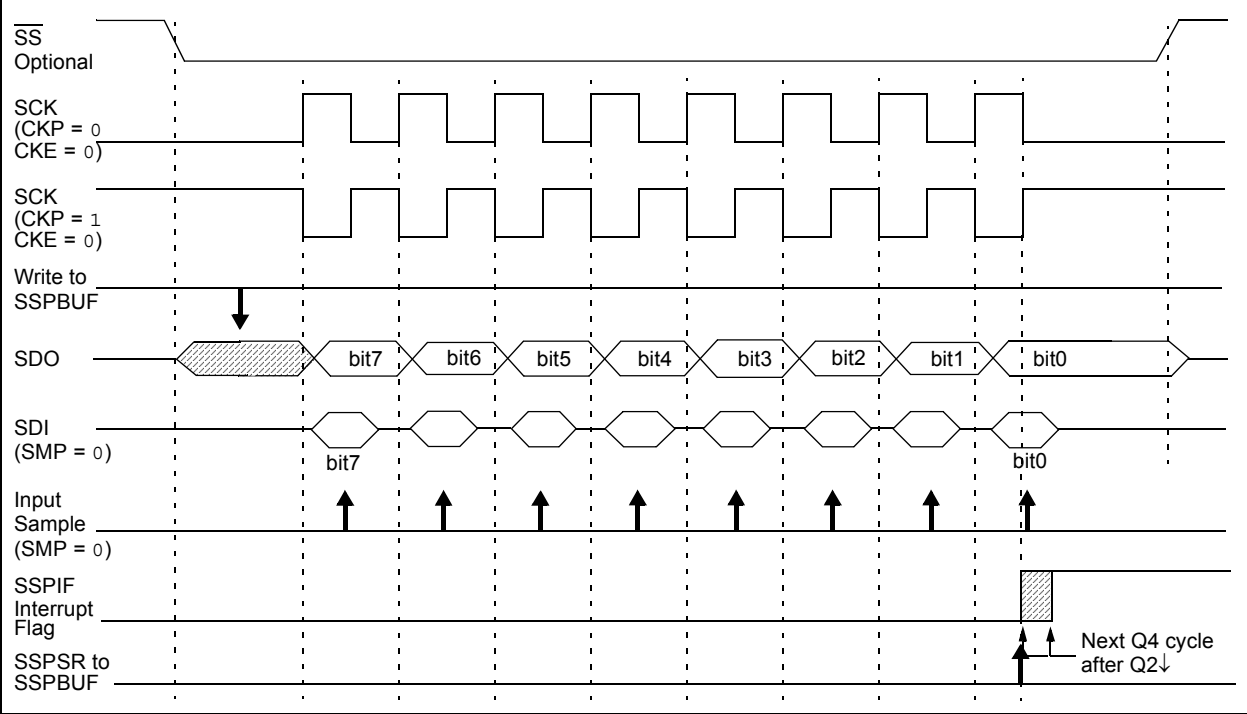 SS
Optional
SCK
(CKP = 0
CKE = 0)
SCK
(CKP = 1
CKE = 0)
Write to
SSPBUF
SDO
bit7 bit6 bit5 bit4 bit3 bit2 bit1 bit0
SDI
(SMP = 0)
bit7 bit0
Input
Sample
(SMP = 0)
SSPIF
Interrupt
Flag
Next Q4 cycle
after Q2↓
SSPSR to
SSPBUF